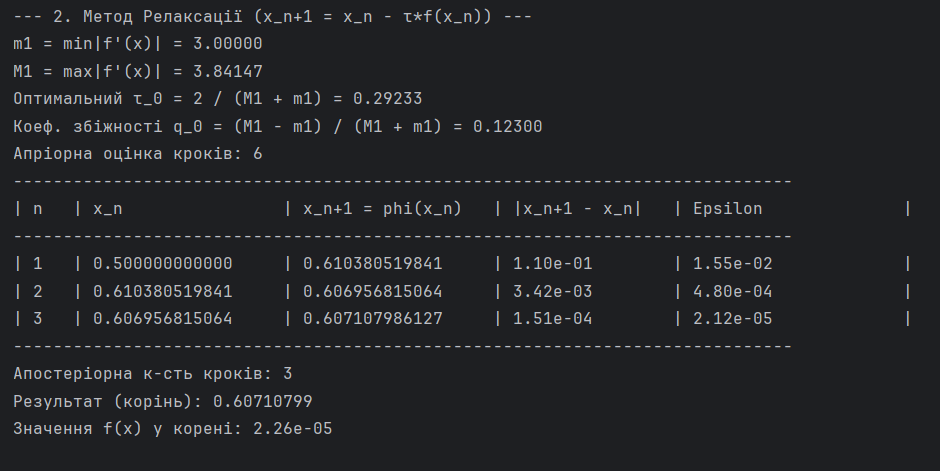 --- 2. Метод Релаксації (x_n+1 = x_n - τ*f(x_n)) ---
m1 = min|f'(x)| = 3.00000
M1 = max|f'(x)| = 3.84147
Оптимальний τ_0 = 2 / (M1 + m1) = 0.29233
Коеф. збіжності q_0 = (M1 - m1) / (M1 + m1) = 0.12300
Апріорна оцінка кроків: 6
------------------------------------------------------------------------------
| n   | x_n                | x_n+1 = phi(x_n)   | |x_n+1 - x_n|   | Epsilon              |
------------------------------------------------------------------------------
| 1   | 0.500000000000     | 0.610380519841     | 1.10e-01        | 1.55e-02             |
| 2   | 0.610380519841     | 0.606956815064     | 3.42e-03        | 4.80e-04             |
| 3   | 0.606956815064     | 0.607107986127     | 1.51e-04        | 2.12e-05             |
------------------------------------------------------------------------------
Апостеріорна к-сть кроків: 3
Результат (корінь): 0.60710799
Значення f(x) у корені: 2.26e-05